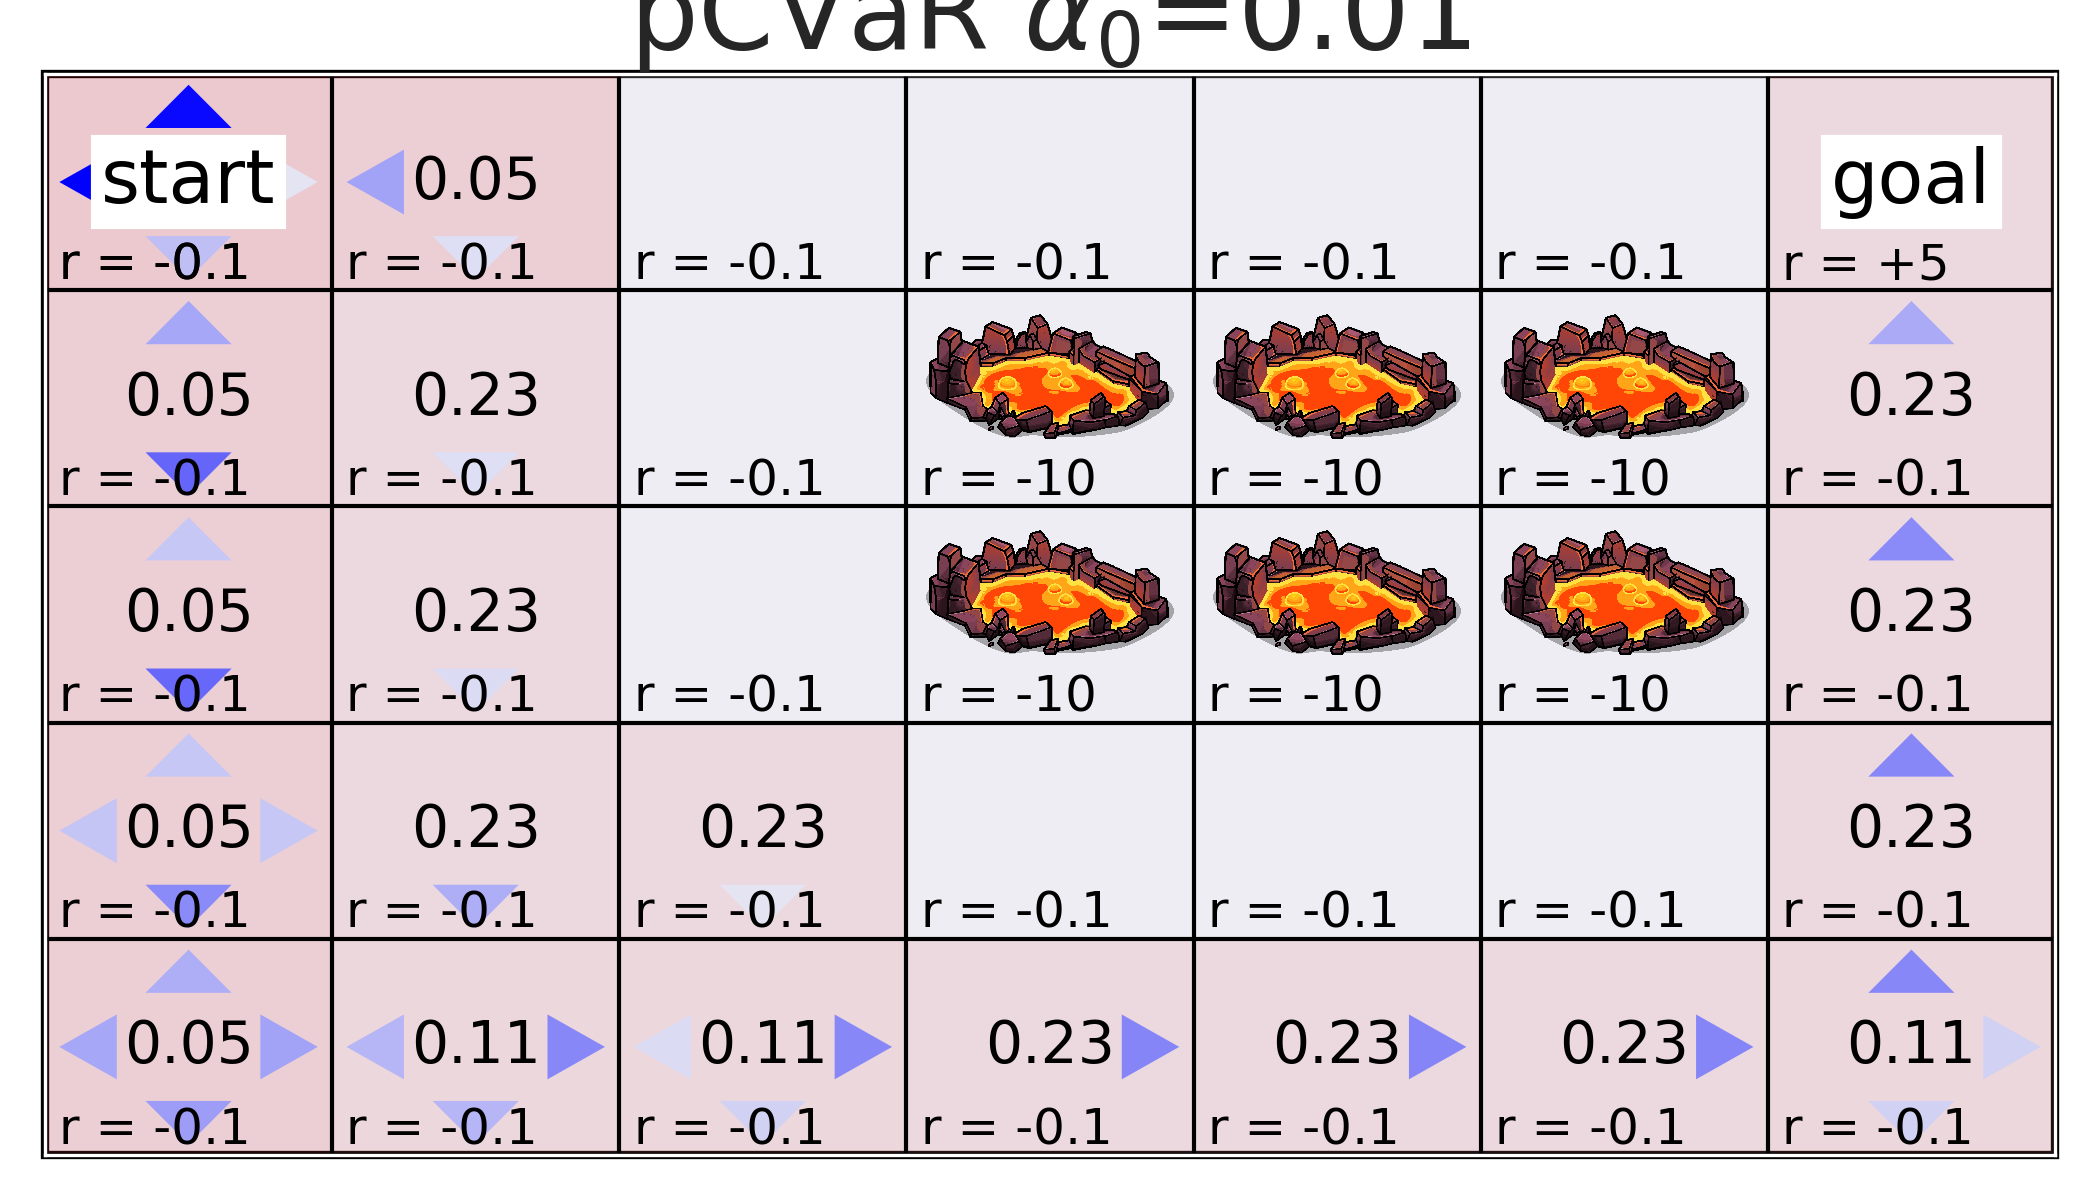 pCVaR α₀=0.01
start 0.05 goal
r = -0.1 r = -0.1 r = -0.1 r = -0.1 r = -0.1 r = -0.1 r = +5
0.05 0.23 0.23
r = -0.1 r = -0.1 r = -0.1 r = -10 r = -10 r = -10 r = -0.1
0.05 0.23 0.23
r = -0.1 r = -0.1 r = -0.1 r = -10 r = -10 r = -10 r = -0.1
0.05 0.23 0.23 0.23
r = -0.1 r = -0.1 r = -0.1 r = -0.1 r = -0.1 r = -0.1 r = -0.1
0.05 0.11 0.11 0.23 0.23 0.23 0.11
r = -0.1 r = -0.1 r = -0.1 r = -0.1 r = -0.1 r = -0.1 r = -0.1